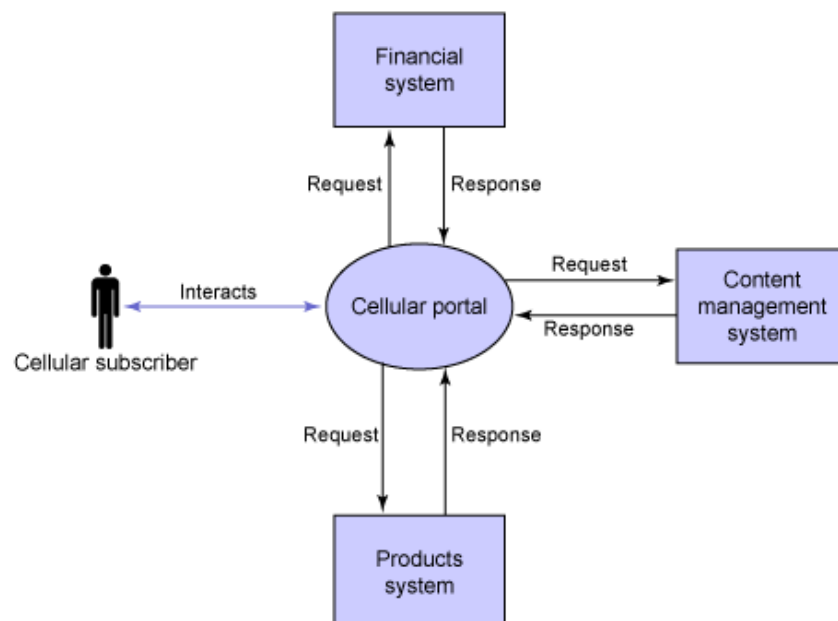 Financial
system
Request
Response
Request
Content
management
system
Interacts
Cellular portal
Response
Cellular subscriber
Request
Response
Products
system